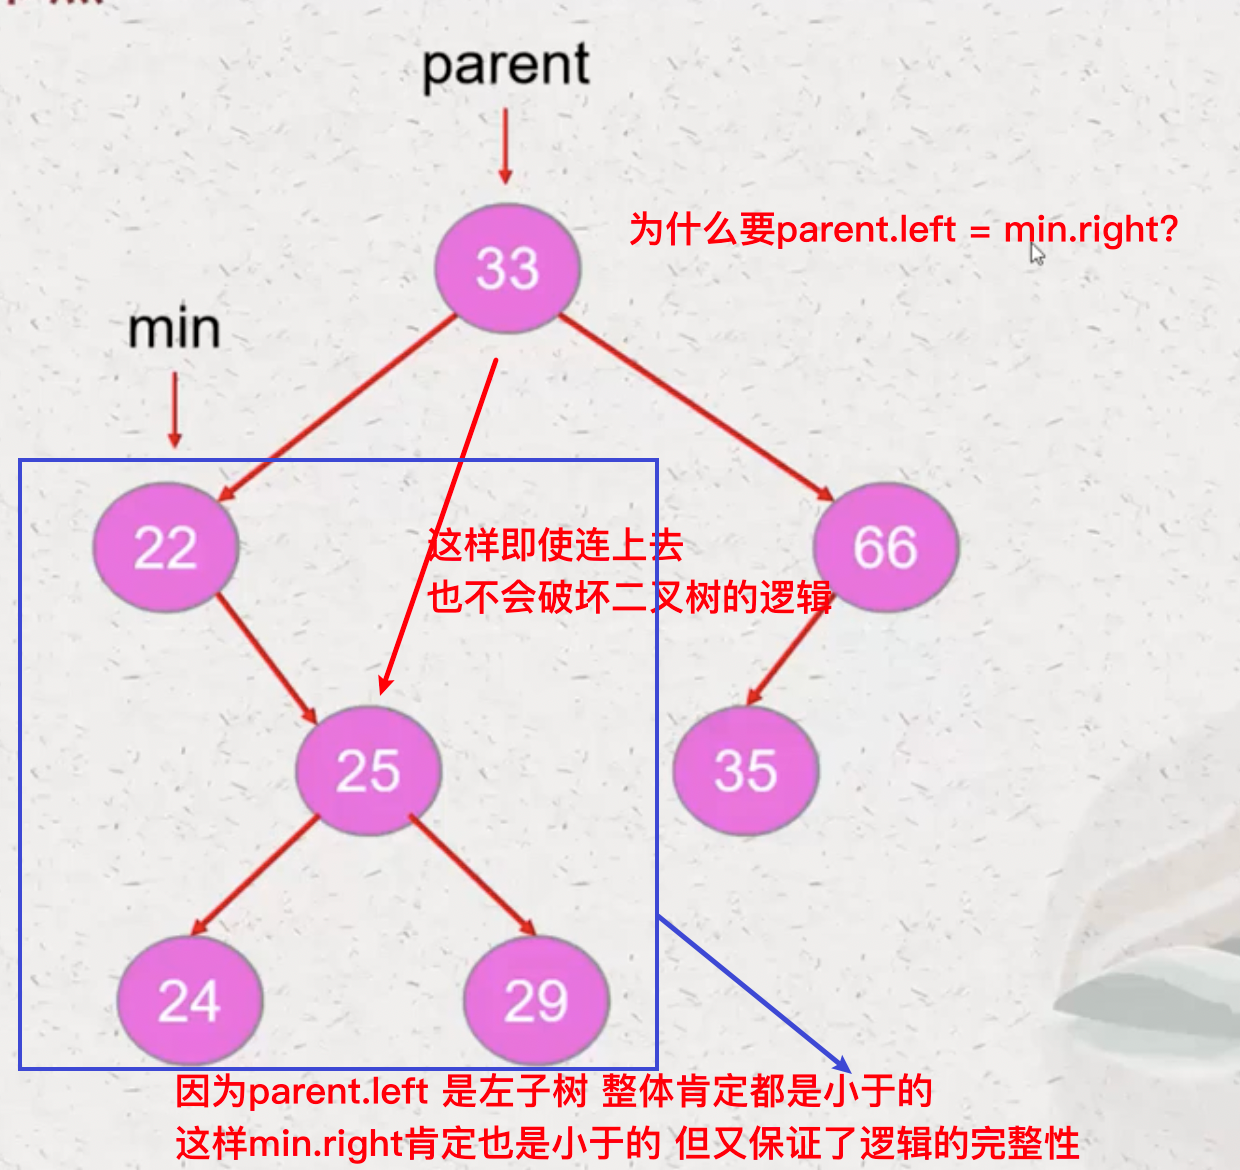 parent
33
为什么要parent.left = min.right?
min
22
66
这样即使连上去
也不会破坏二叉树的逻辑
25
35
24
29
因为parent.left 是左子树 整体肯定都是小于的
这样min.right肯定也是小于的 但又保证了逻辑的完整性